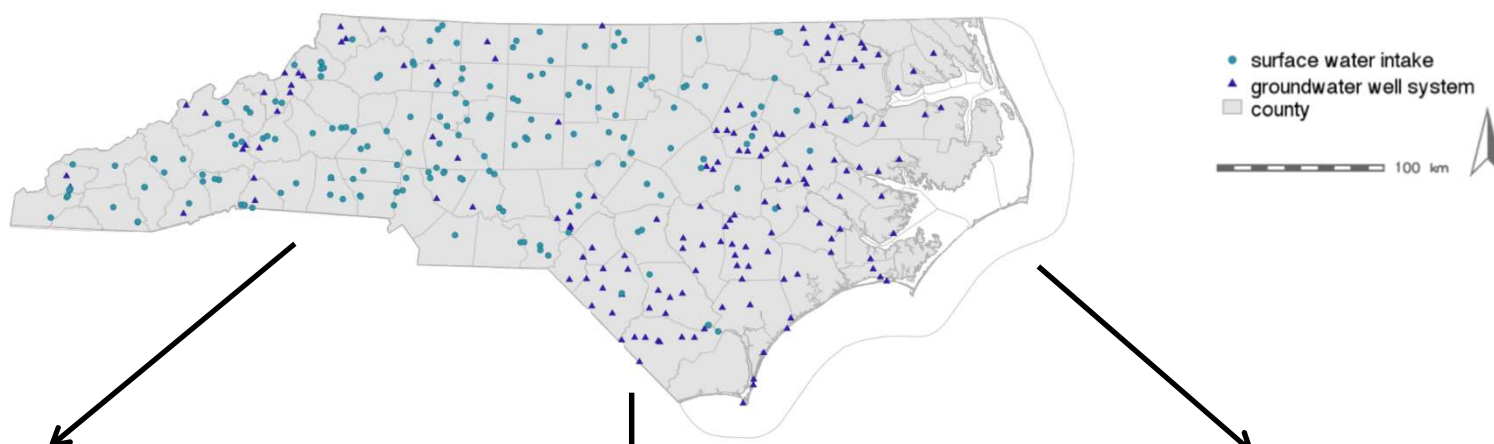 surface water intake
groundwater well system
county
100 km